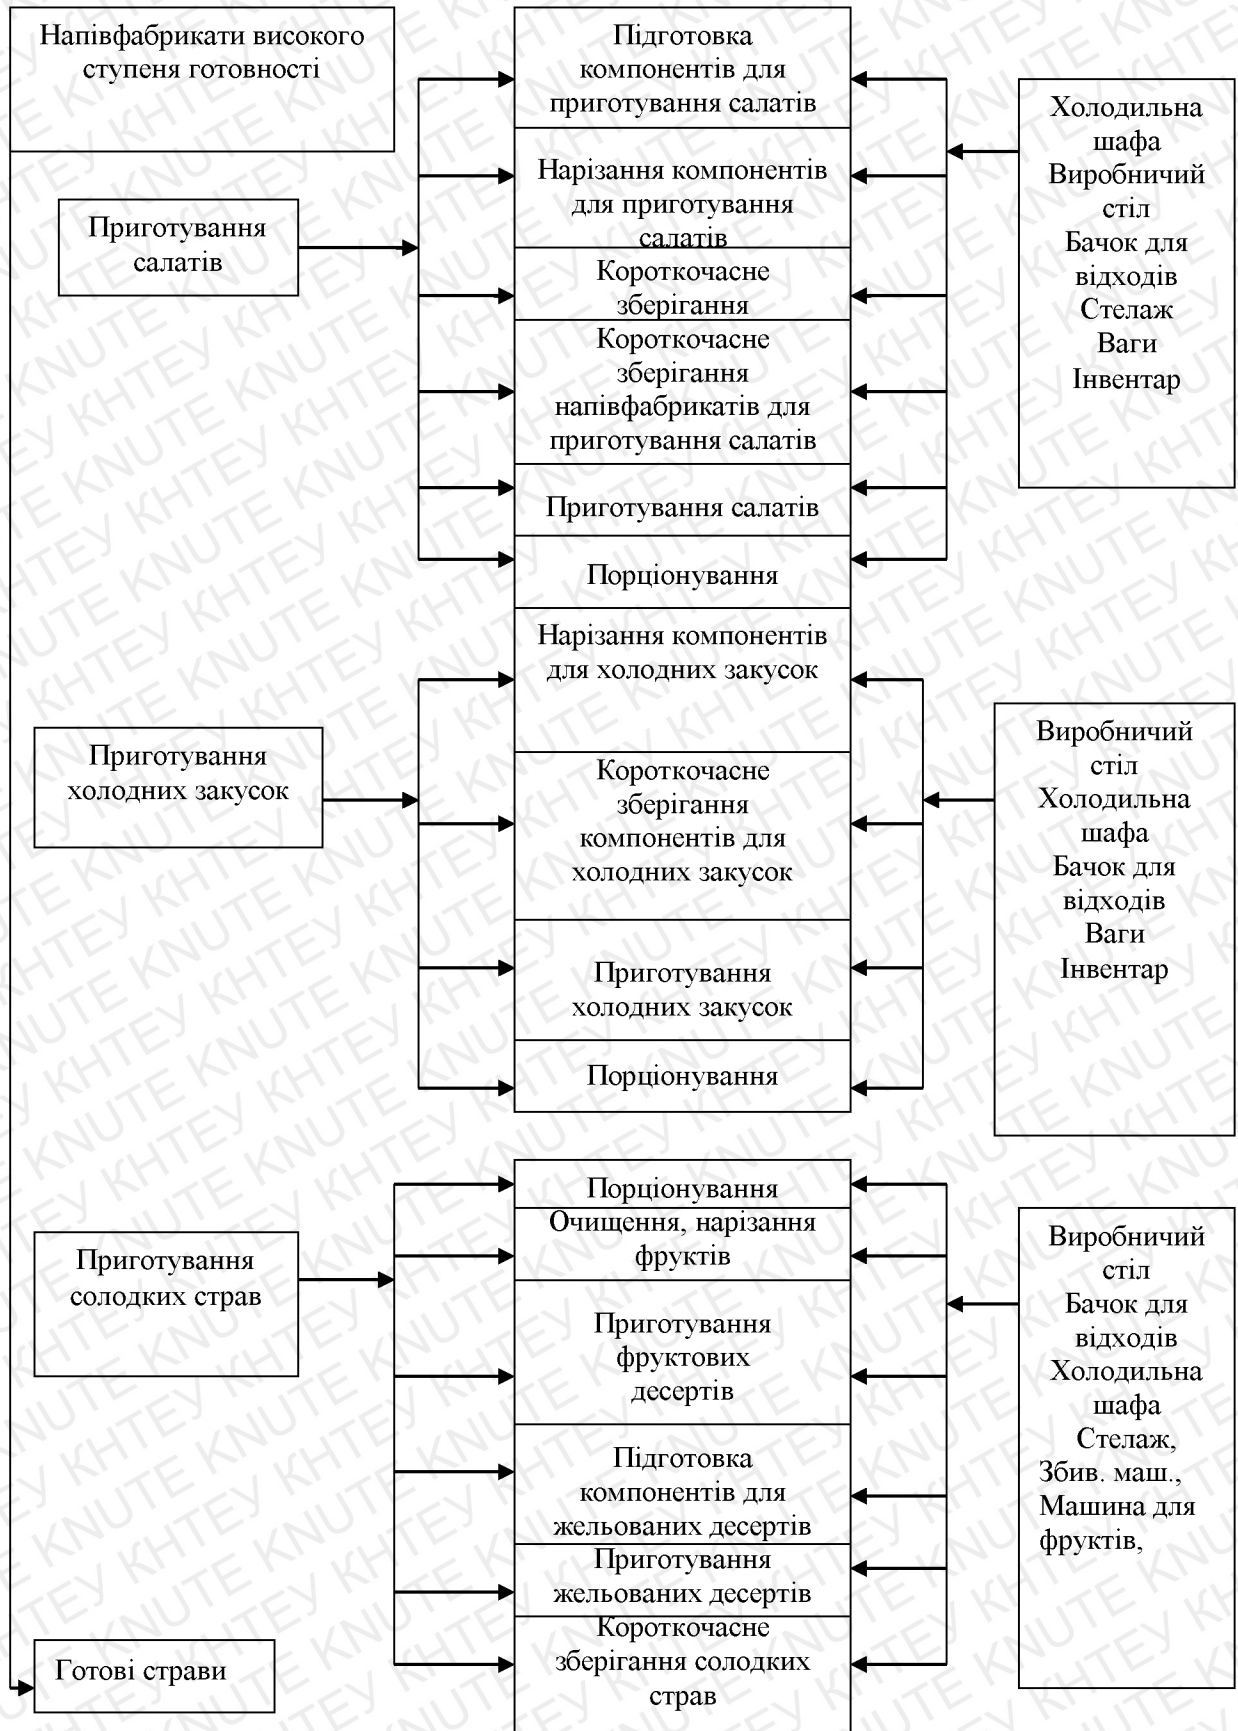 Напівфабрикати високого
ступеня готовності
Підготовка
компонентів для
приготування салатів
Нарізання компонентів
для приготування
салатів
Короткочасне
зберігання
Короткочасне
зберігання
напівфабрикатів для
приготування салатів
Приготування салатів
Порціонування
Приготування
салатів
Холодильна
шафа
Виробничий
стіл
Бачок для
відходів
Стелаж
Ваги
Інвентар
Нарізання компонентів
для холодних закусок
Короткочасне
зберігання
компонентів для
холодних закусок
Приготування
холодних закусок
Порціонування
Приготування
холодних закусок
Виробничий
стіл
Холодильна
шафа
Бачок для
відходів
Ваги
Інвентар
Порціонування
Очищення, нарізання
фруктів
Приготування
фруктових
десертів
Підготовка
компонентів для
жельованих десертів
Приготування
жельованих десертів
Короткочасне
зберігання солодких
страв
Приготування
солодких страв
Виробничий
стіл
Бачок для
відходів
Холодильна
шафа
Стелаж,
Збив. маш.,
Машина для
фруктів,
Готові страви
КНТЕУ KNUTE